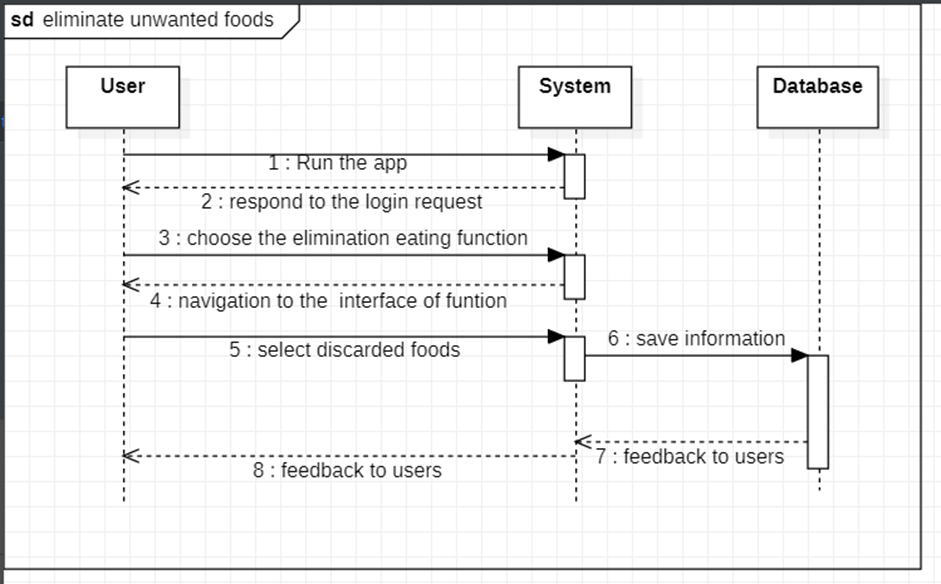 sd eliminate unwanted foods
User
System
Database
1 : Run the app
2 : respond to the login request
3 : choose the elimination eating function
4 : navigation to the interface of funtion
5 : select discarded foods
6 : save information
7 : feedback to users
8 : feedback to users